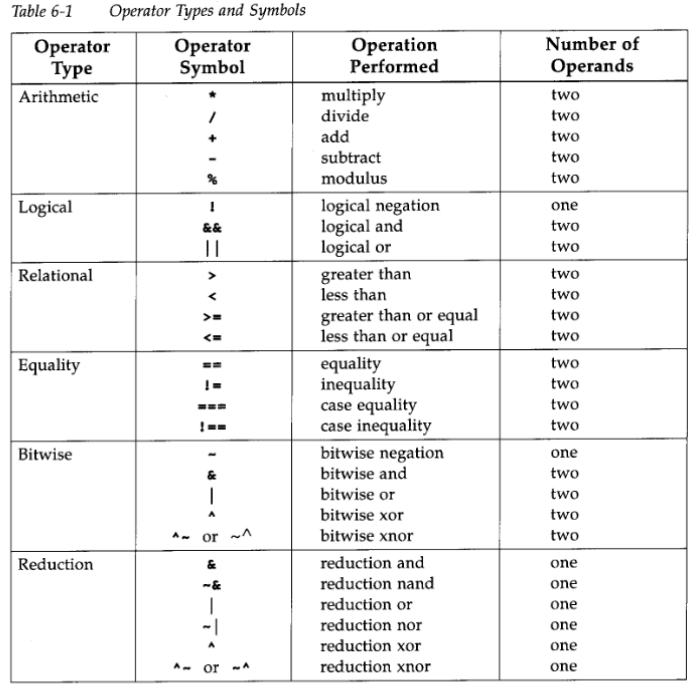 Table 6-1 Operator Types and Symbols
Operator Type Operator Symbol Operation Performed Number of Operands
Arithmetic * multiply two
/ divide two
+ add two
- subtract two
% modulus two
Logical ! logical negation one
&& logical and two
|| logical or two
Relational > greater than two
< less than two
>= greater than or equal two
<= less than or equal two
Equality == equality two
!= inequality two
=== case equality two
!== case inequality two
Bitwise ~ bitwise negation one
& bitwise and two
| bitwise or two
^ bitwise xor two
^~ or ~^ bitwise xnor two
Reduction & reduction and one
~& reduction nand one
| reduction or one
~| reduction nor one
^ reduction xor one
^~ or ~^ reduction xnor one